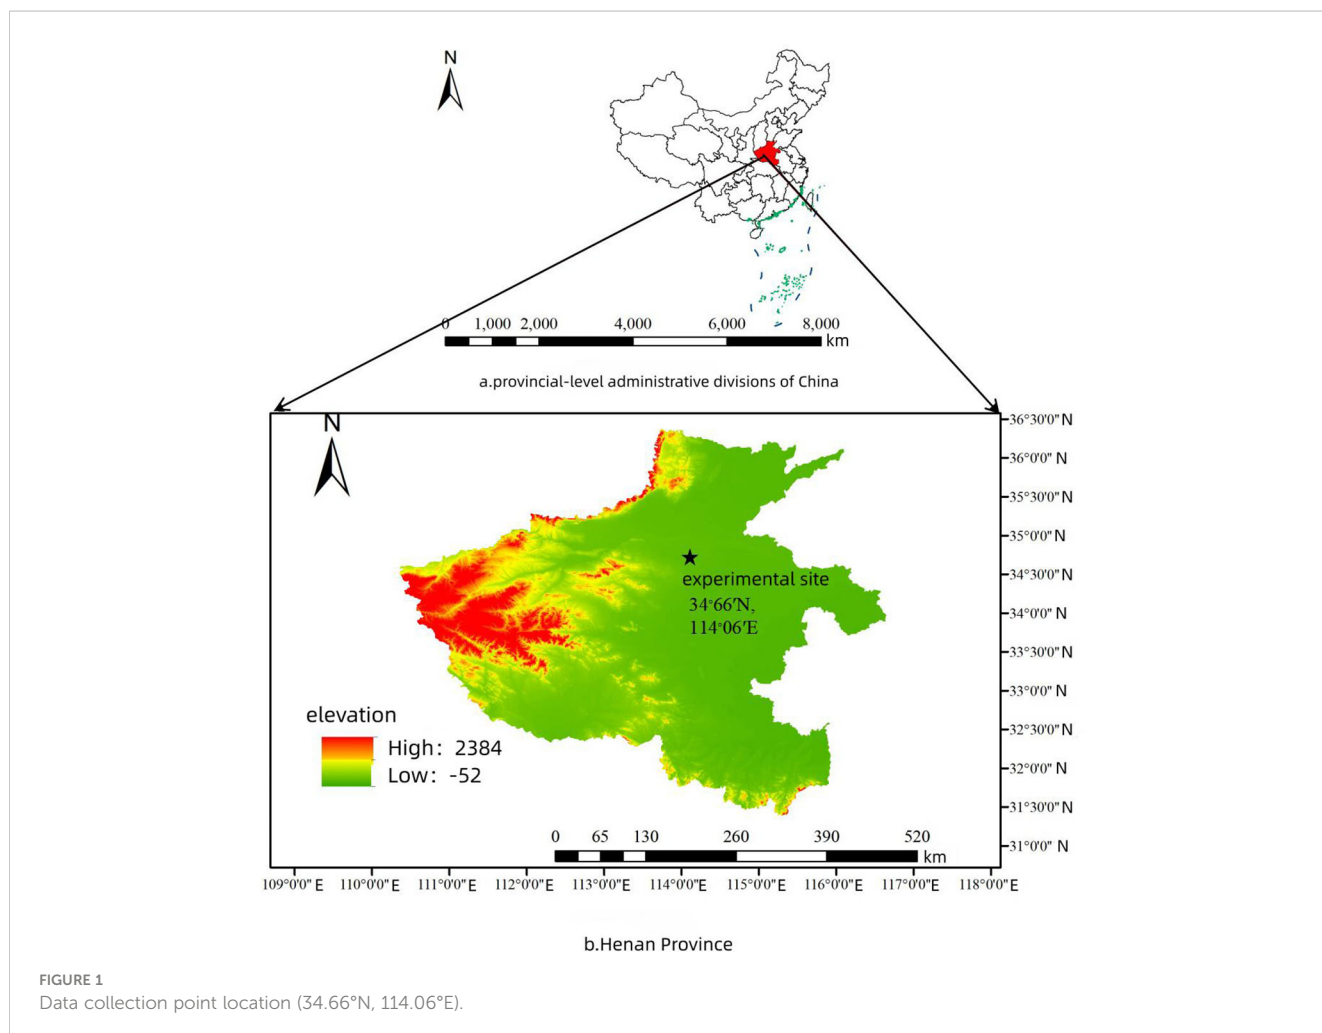 N
0 1,000 2,000 4,000 6,000 8,000
km
a.provincial-level administrative divisions of China
N
36°30'0" N
36°0'0" N
35°30'0" N
35°0'0" N
34°30'0" N
34°0'0" N
33°30'0" N
33°0'0" N
32°30'0" N
32°0'0" N
31°30'0" N
31°0'0" N
experimental site
34°66′N,
114°06′E
elevation
High: 2384
Low: -52
0 65 130 260 390 520
km
109°0'0" E 110°0'0" E 111°0'0" E 112°0'0" E 113°0'0" E 114°0'0" E 115°0'0" E 116°0'0" E 117°0'0" E 118°0'0" E
b.Henan Province
FIGURE 1
Data collection point location (34.66°N, 114.06°E).